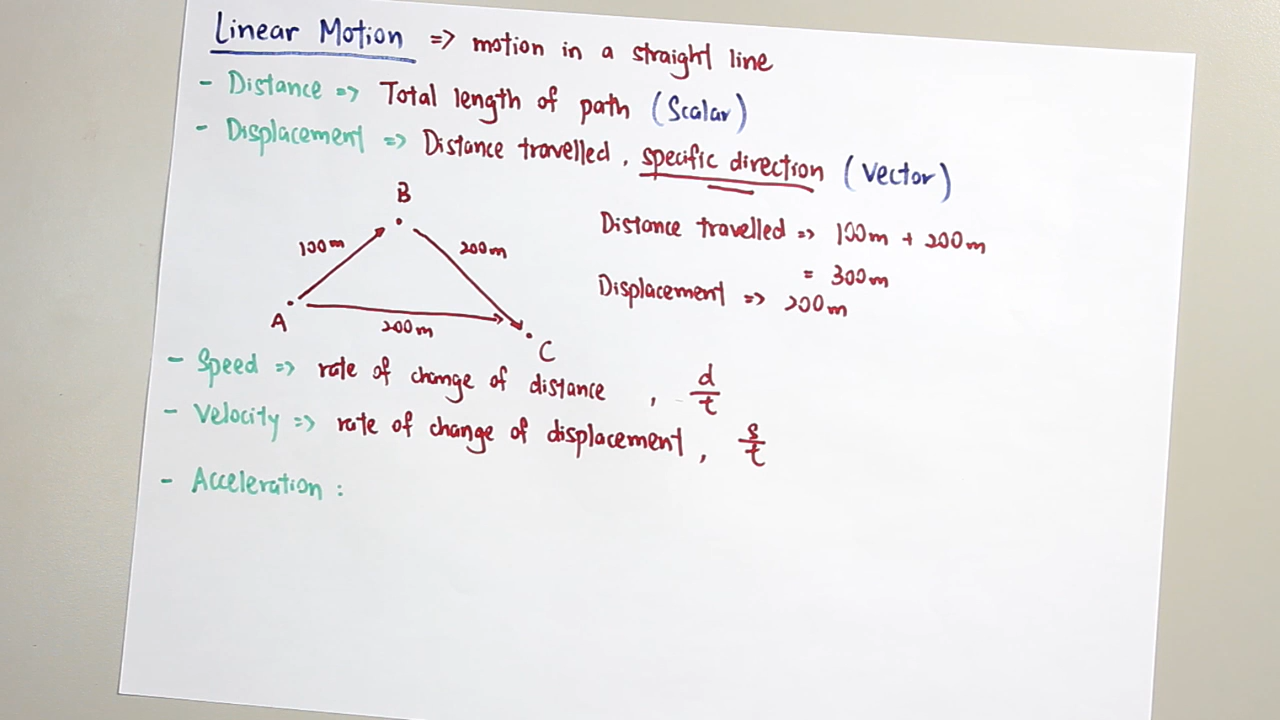 Linear Motion => motion in a straight line
- Distance => Total length of path (Scalar)
- Displacement => Distance travelled, specific direction (Vector)
B
100m
200m
A
200m
C
Distance travelled => 100m + 200m
= 300m
Displacement => 200m
- Speed => rate of change of distance , d/t
- Velocity => rate of change of displacement, s/t
- Acceleration :